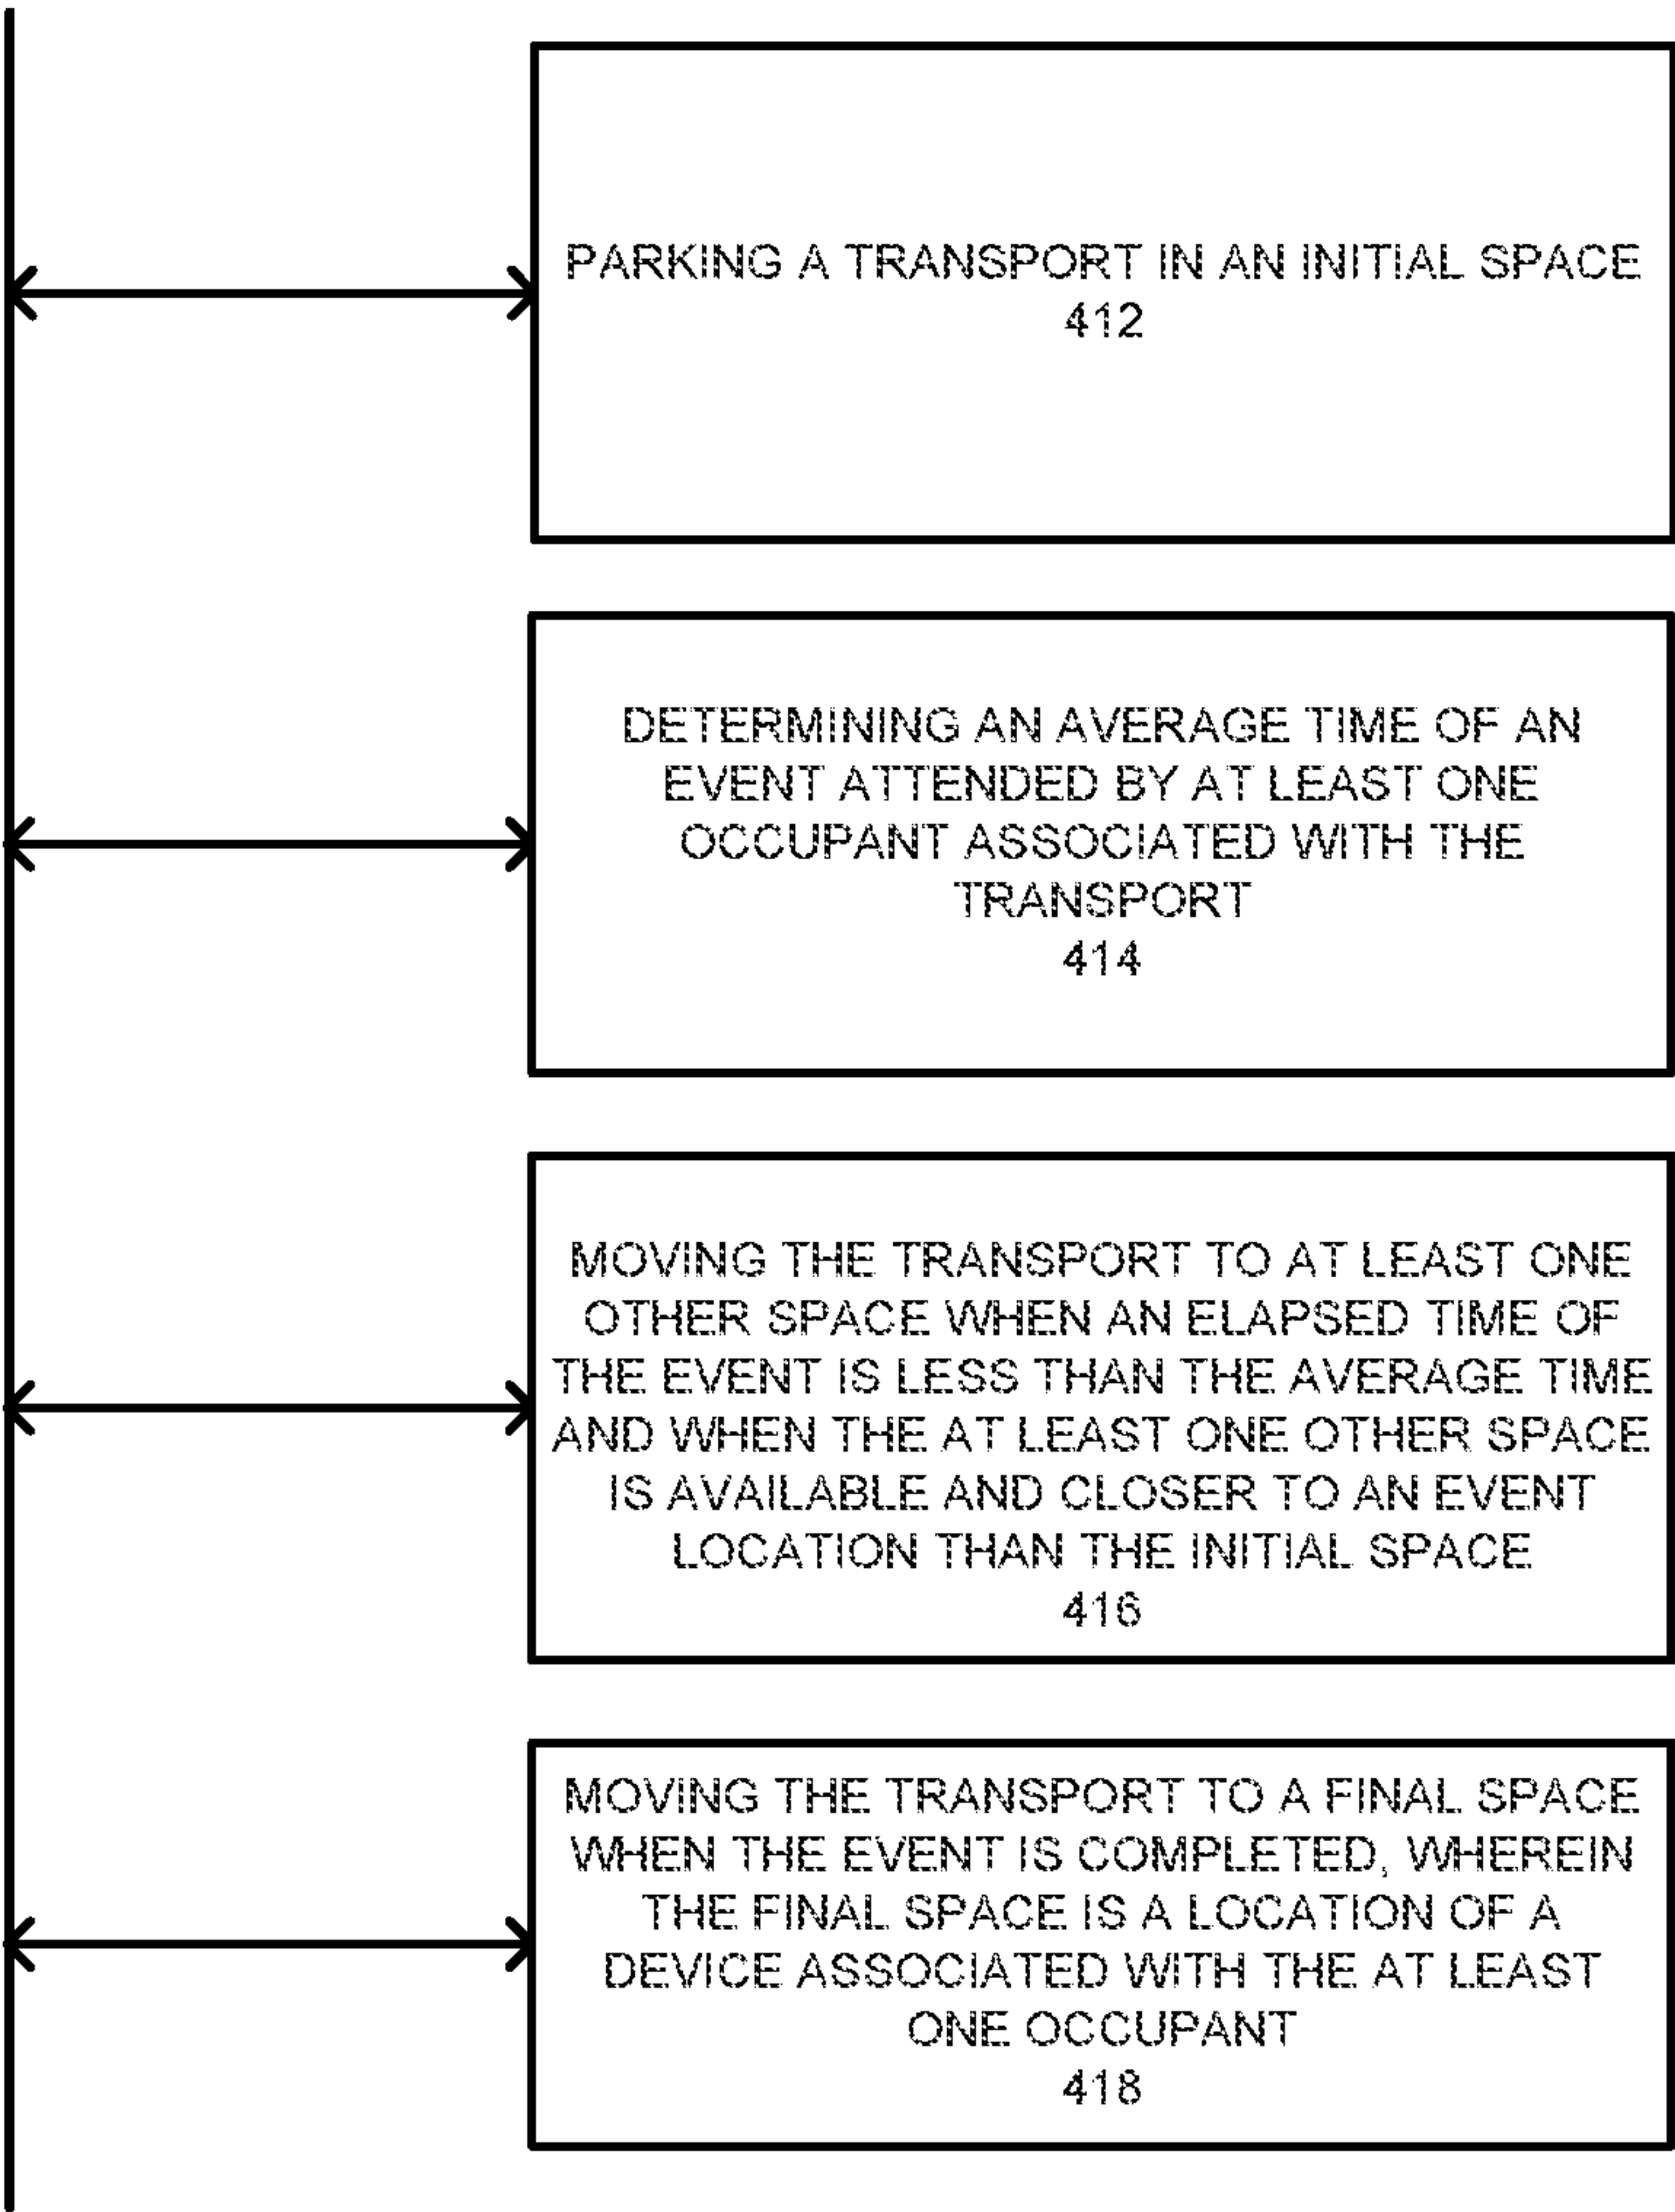 PARKING A TRANSPORT IN AN INITIAL SPACE
412
DETERMINING AN AVERAGE TIME OF AN
EVENT ATTENDED BY AT LEAST ONE
OCCUPANT ASSOCIATED WITH THE
TRANSPORT
414
MOVING THE TRANSPORT TO AT LEAST ONE
OTHER SPACE WHEN AN ELAPSED TIME OF
THE EVENT IS LESS THAN THE AVERAGE TIME
AND WHEN THE AT LEAST ONE OTHER SPACE
IS AVAILABLE AND CLOSER TO AN EVENT
LOCATION THAN THE INITIAL SPACE
416
MOVING THE TRANSPORT TO A FINAL SPACE
WHEN THE EVENT IS COMPLETED, WHEREIN
THE FINAL SPACE IS A LOCATION OF A
DEVICE ASSOCIATED WITH THE AT LEAST
ONE OCCUPANT
418